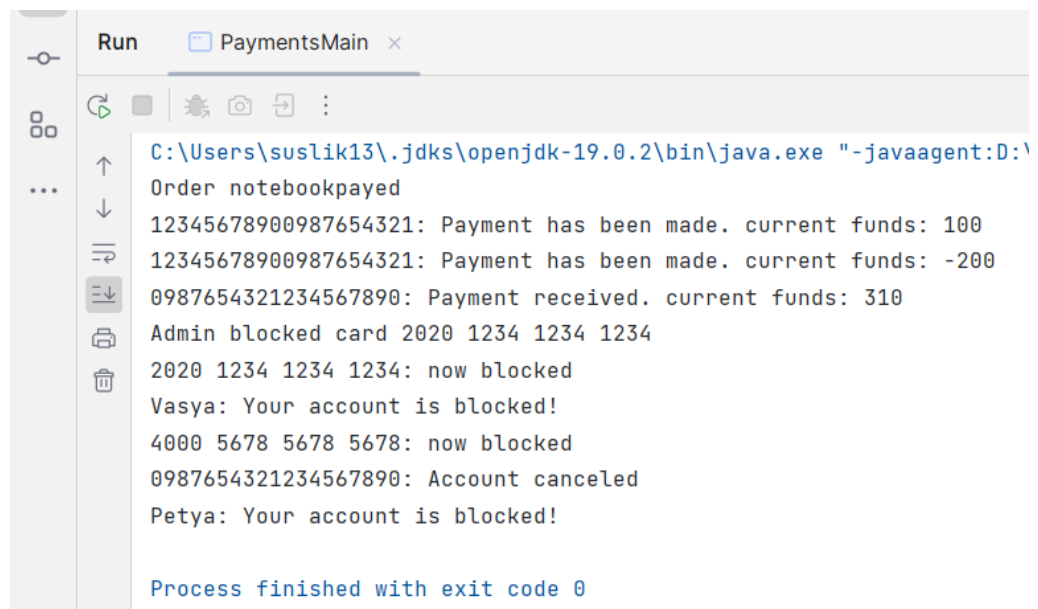 Run PaymentsMain
C:\Users\suslik13\.jdks\openjdk-19.0.2\bin\java.exe "-javaagent:D:\
Order notebookpayed
12345678900987654321: Payment has been made. current funds: 100
12345678900987654321: Payment has been made. current funds: -200
0987654321234567890: Payment received. current funds: 310
Admin blocked card 2020 1234 1234 1234
2020 1234 1234 1234: now blocked
Vasya: Your account is blocked!
4000 5678 5678 5678: now blocked
0987654321234567890: Account canceled
Petya: Your account is blocked!
Process finished with exit code 0